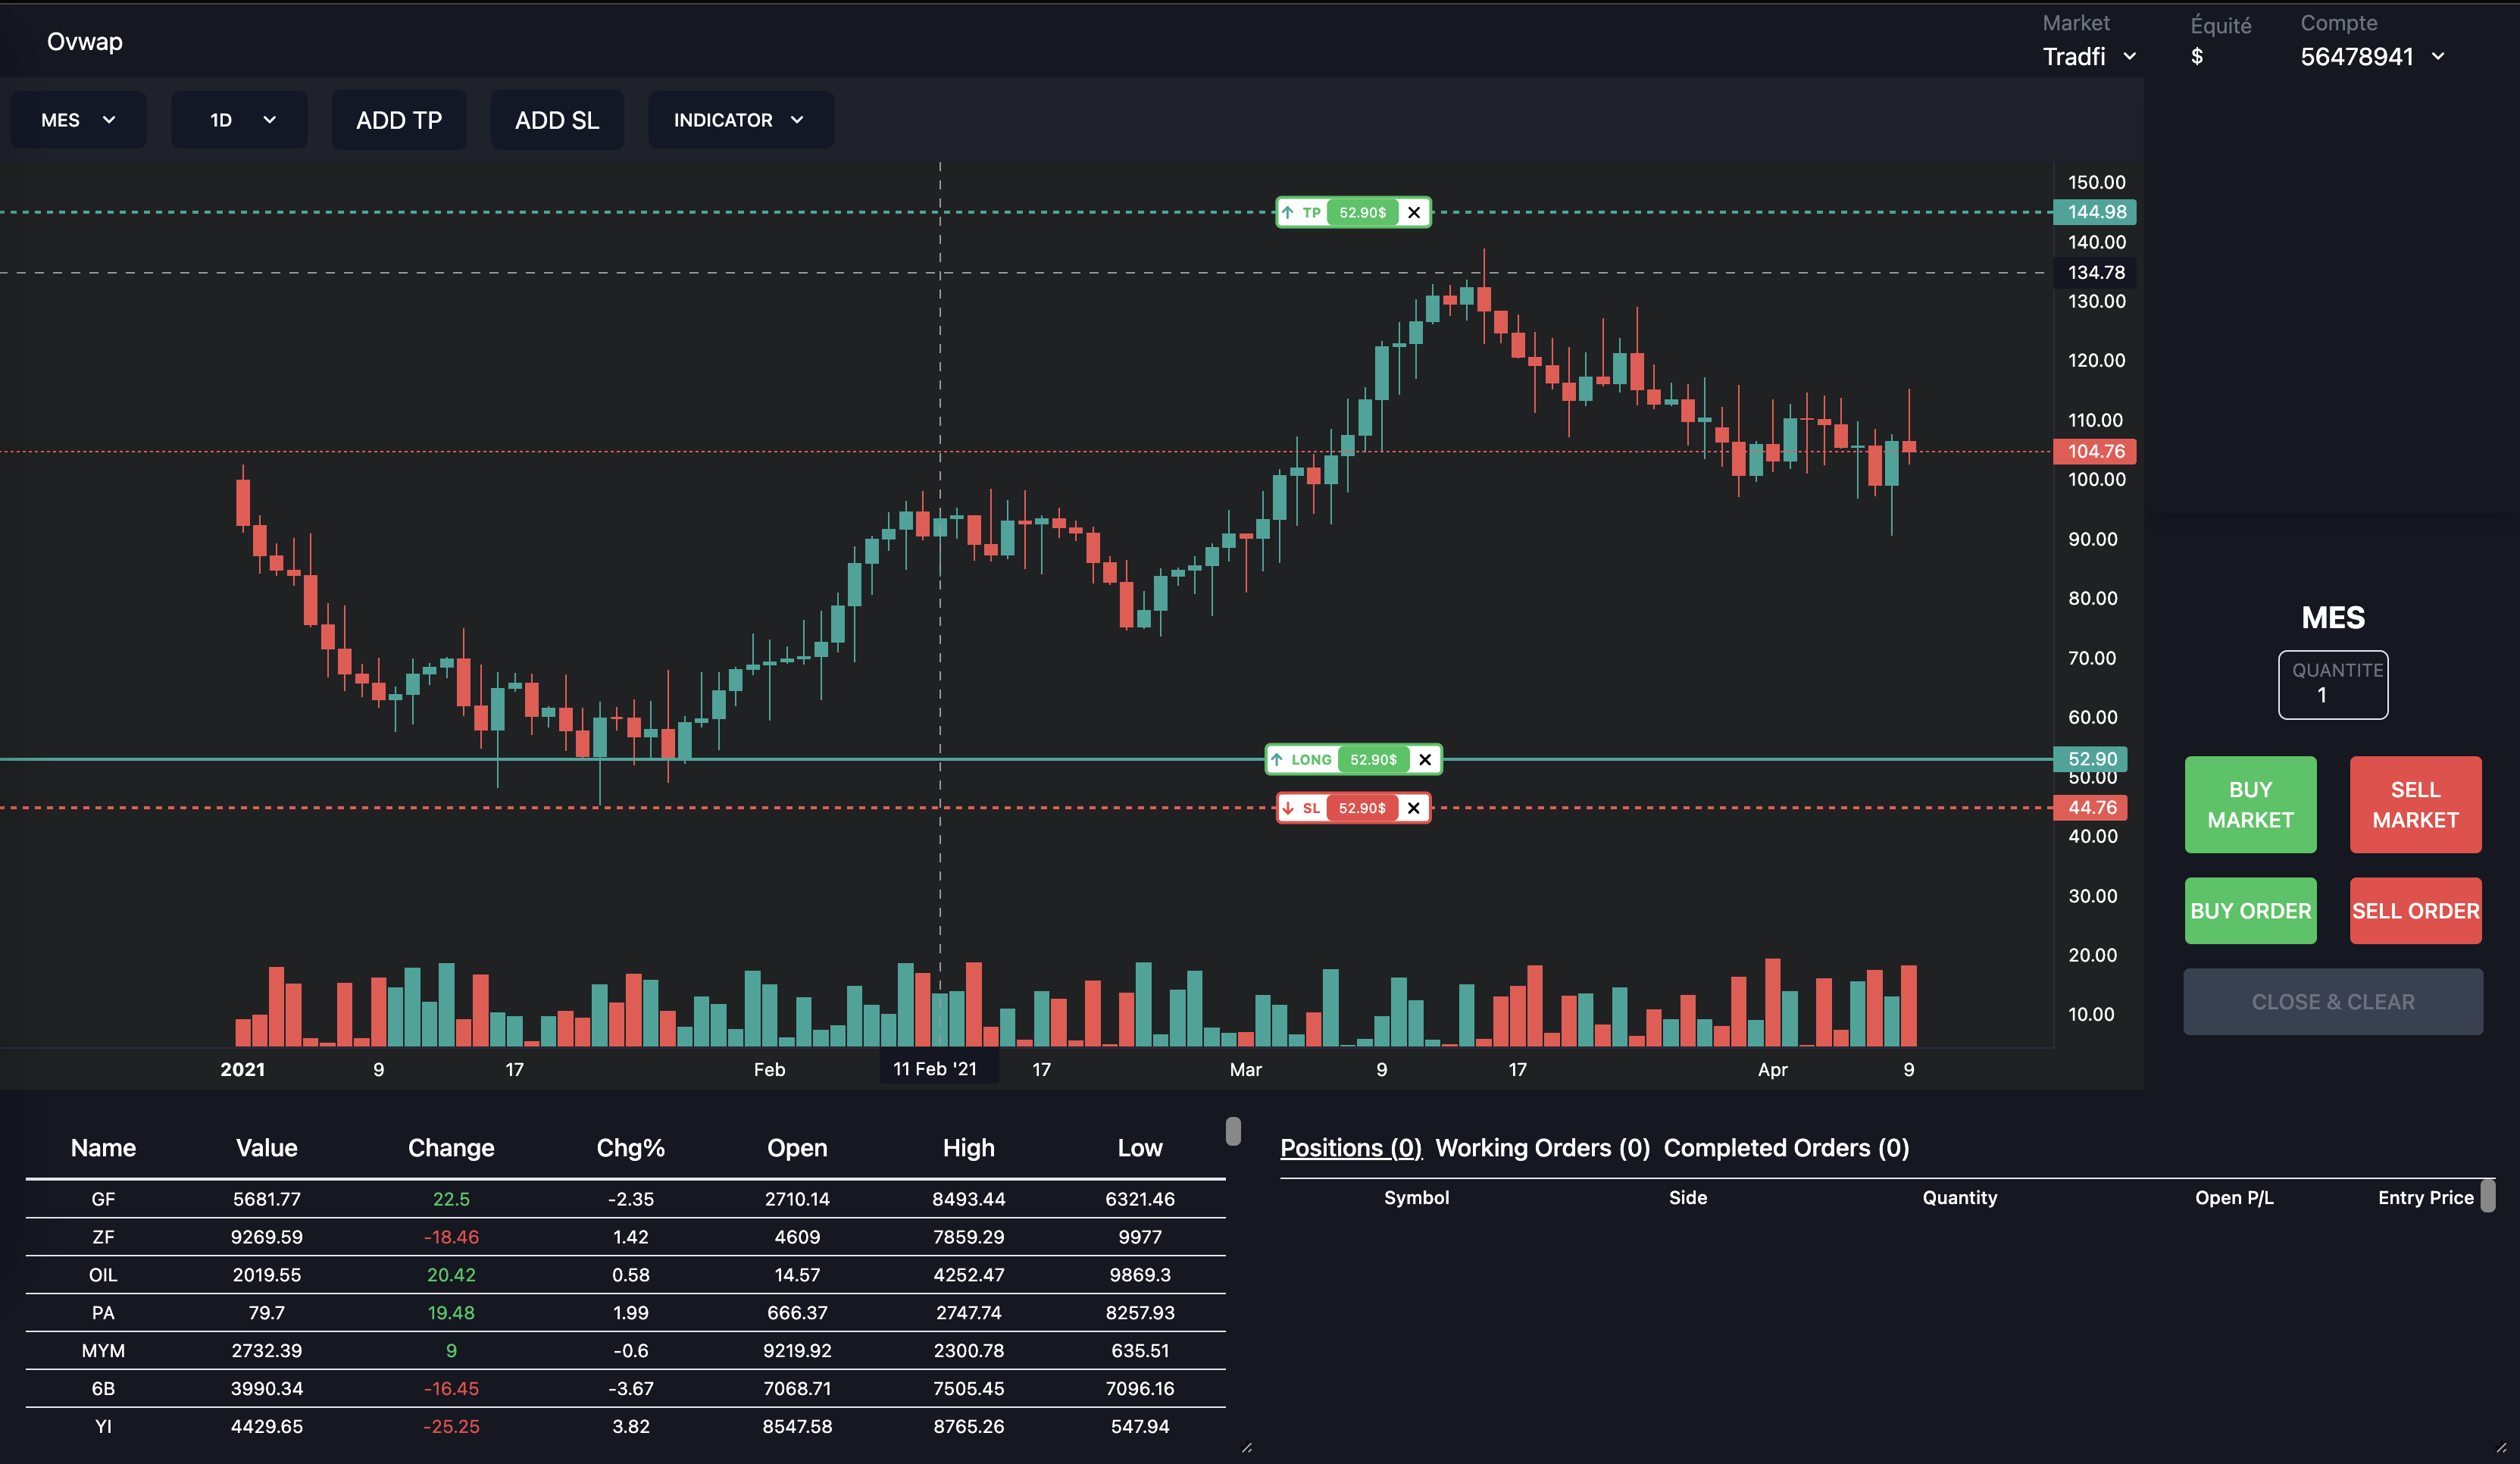 Ovwap
Market
Tradfi
Équité
$
Compte
56478941
MES
1D
ADD TP
ADD SL
INDICATOR
150.00
TP 52.90$
144.98
140.00
134.78
130.00
120.00
110.00
104.76
100.00
90.00
80.00
70.00
60.00
LONG 52.90$
52.90
50.00
SL 52.90$
44.76
40.00
30.00
20.00
10.00
2021 9 17 Feb 11 Feb '21 17 Mar 9 17 Apr 9
MES
QUANTITE
1
BUY
MARKET
SELL
MARKET
BUY ORDER
SELL ORDER
CLOSE & CLEAR
Name Value Change Chg% Open High Low
GF 5681.77 22.5 -2.35 2710.14 8493.44 6321.46
ZF 9269.59 -18.46 1.42 4609 7859.29 9977
OIL 2019.55 20.42 0.58 14.57 4252.47 9869.3
PA 79.7 19.48 1.99 666.37 2747.74 8257.93
MYM 2732.39 9 -0.6 9219.92 2300.78 635.51
6B 3990.34 -16.45 -3.67 7068.71 7505.45 7096.16
YI 4429.65 -25.25 3.82 8547.58 8765.26 547.94
Positions (0) Working Orders (0) Completed Orders (0)
Symbol Side Quantity Open P/L Entry Price